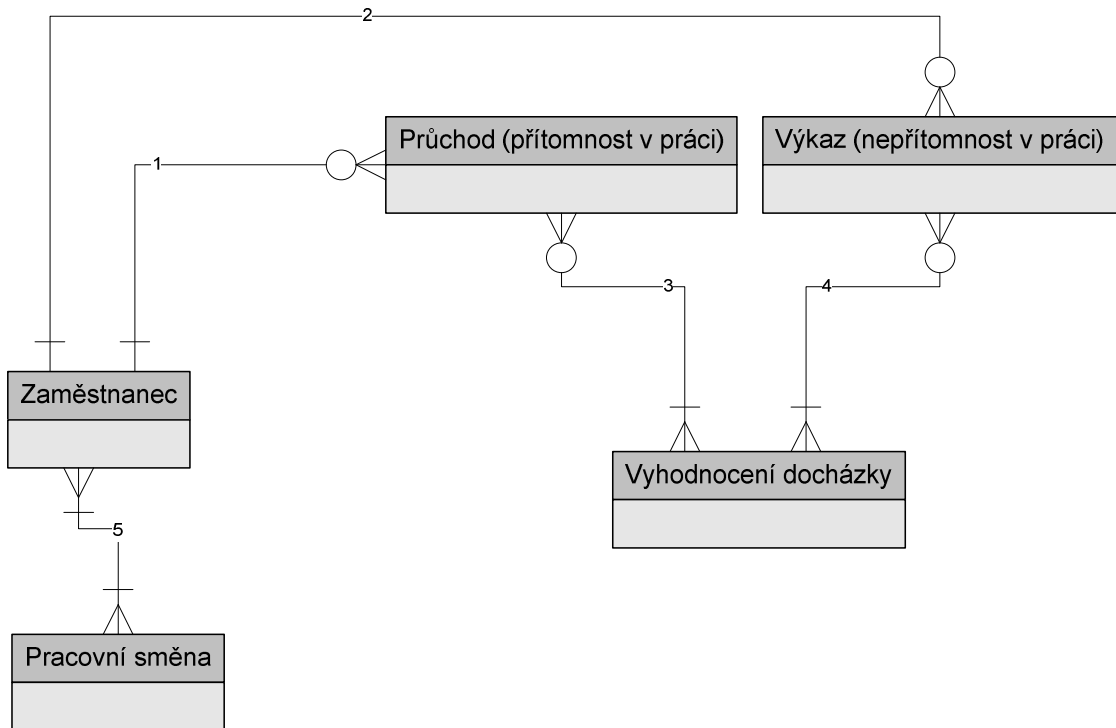 2
Průchod (přítomnost v práci)
Výkaz (nepřítomnost v práci)
1
3
4
Zaměstnanec
Vyhodnocení docházky
5
Pracovní směna